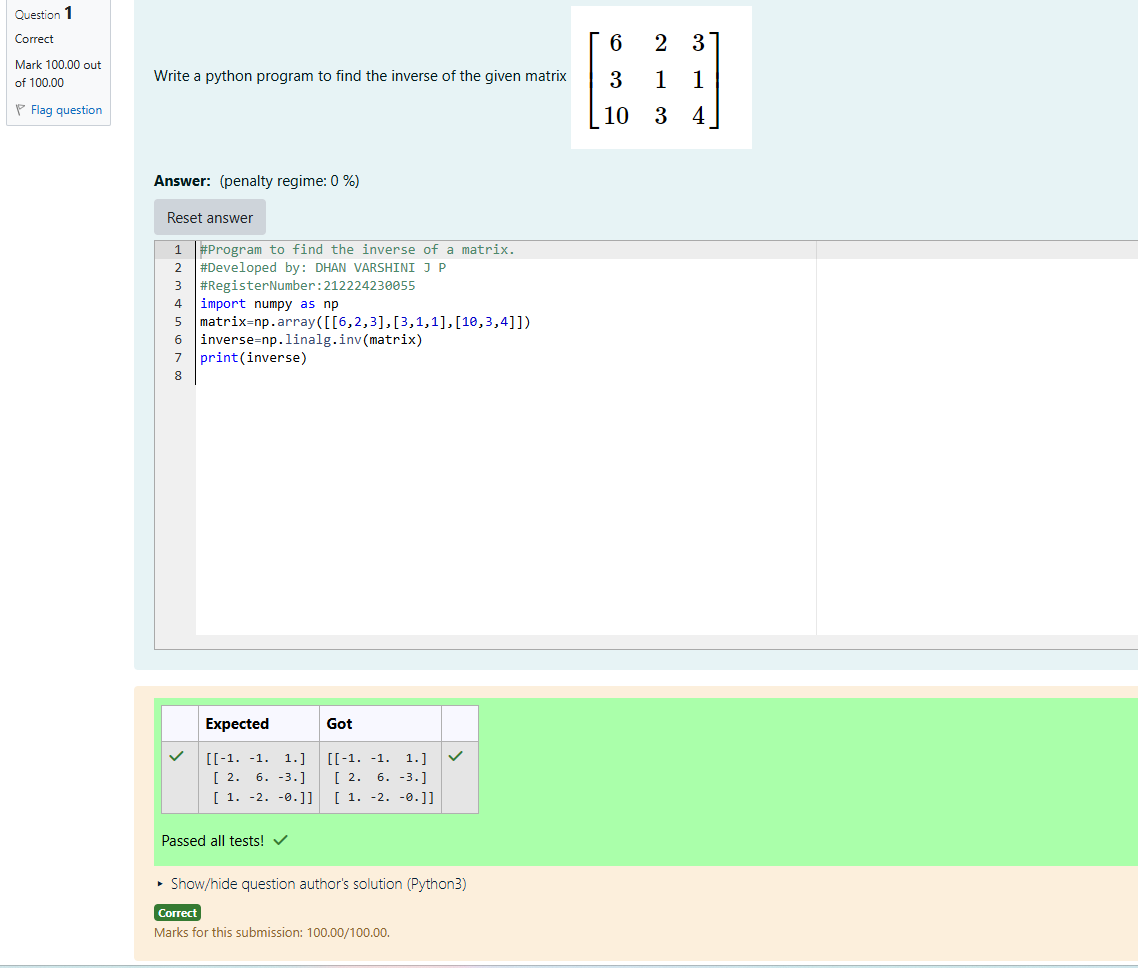 Question 1
Correct
Mark 100.00 out
of 100.00
Flag question
Write a python program to find the inverse of the given matrix
6 2 3
3 1 1
10 3 4
Answer: (penalty regime: 0 %)
Reset answer
1 #Program to find the inverse of a matrix.
2 #Developed by: DHAN VARSHINI J P
3 #RegisterNumber:212224230055
4 import numpy as np
5 matrix=np.array([[6,2,3],[3,1,1],[10,3,4]])
6 inverse=np.linalg.inv(matrix)
7 print(inverse)
8
Expected Got
[[-1. -1. 1.] [[-1. -1. 1.]
[ 2. 6. -3.] [ 2. 6. -3.]
[ 1. -2. -0.]] [ 1. -2. -0.]]
Passed all tests!
Show/hide question author's solution (Python3)
Correct
Marks for this submission: 100.00/100.00.